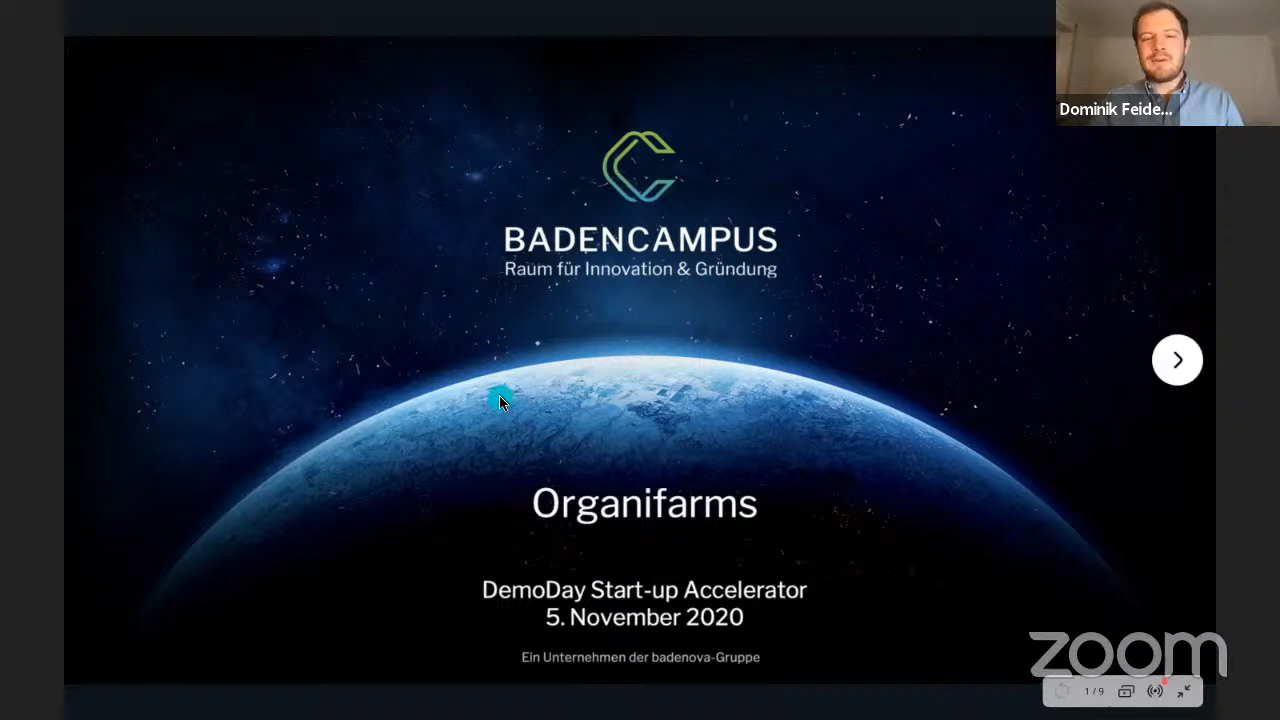 Dominik Feide...
BADENCAMPUS
Raum für Innovation & Gründung
Organifarms
DemoDay Start-up Accelerator
5. November 2020
Ein Unternehmen der badenova-Gruppe
zoom
1/9